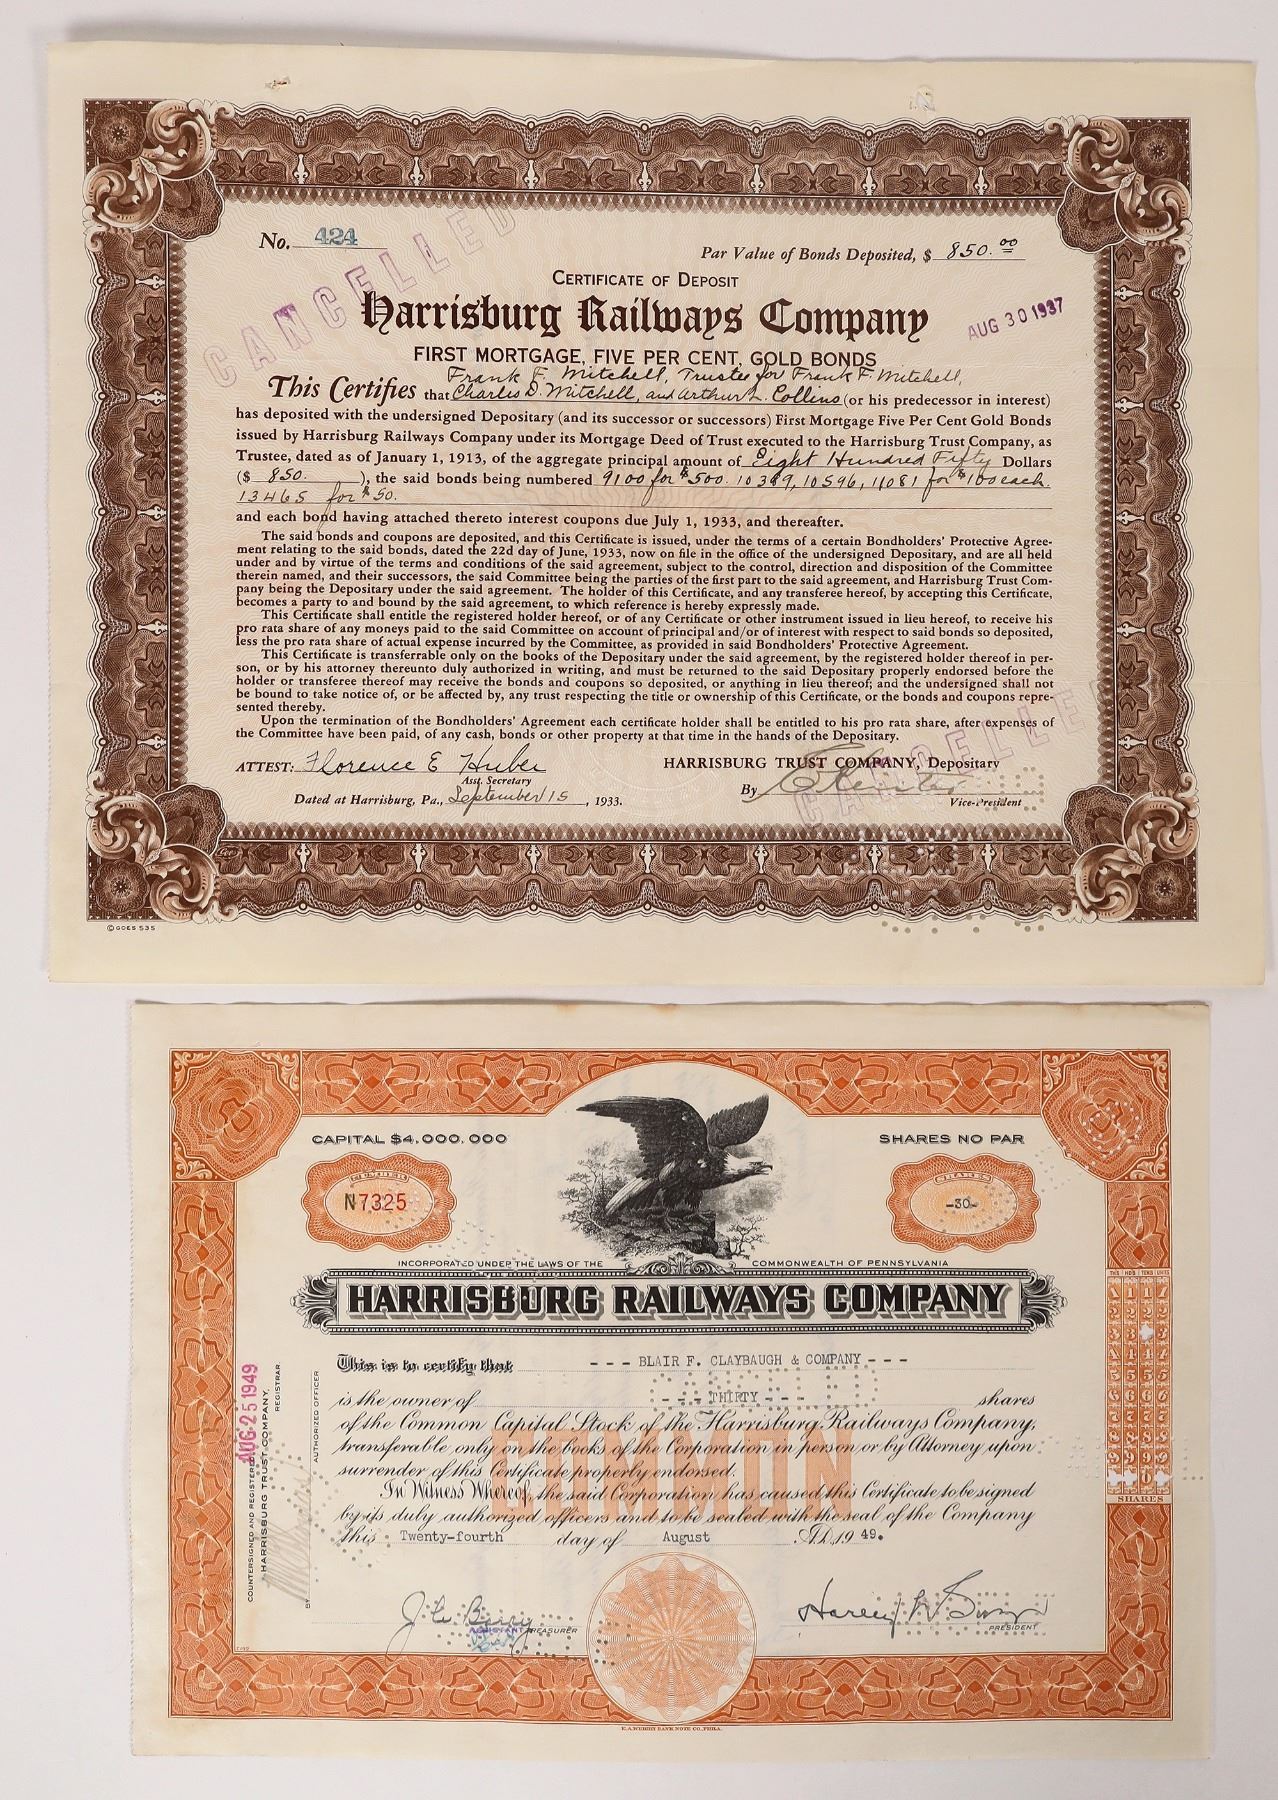 No. 424
Par Value of Bonds Deposited, $ 850.00
CANCELLED
CERTIFICATE OF DEPOSIT
Harrisburg Railways Company
AUG 30 1937
FIRST MORTGAGE, FIVE PER CENT, GOLD BONDS
Frank F. Mitchell, Trustee for Frank F. Mitchell,
This Certifies that Charles D. Mitchell, and Arthur L. Collens (or his predecessor in interest)
has deposited with the undersigned Depositary (and its successor or successors) First Mortgage Five Per Cent Gold Bonds
issued by Harrisburg Railways Company under its Mortgage Deed of Trust executed to the Harrisburg Trust Company, as
Trustee, dated as of January 1, 1913, of the aggregate principal amount of Eight Hundred Fifty Dollars
($ 850. ), the said bonds being numbered 9100 for $500. 10389, 10596, 11081 for $100 each.
13465 for $50.
and each bond having attached thereto interest coupons due July 1, 1933, and thereafter.
The said bonds and coupons are deposited, and this Certificate is issued, under the terms of a certain Bondholders' Protective Agree-
ment relating to the said bonds, dated the 22d day of June, 1933, now on file in the office of the undersigned Depositary, and are all held
under and by virtue of the terms and conditions of the said agreement, subject to the control, direction and disposition of the Committee
therein named, and their successors, the said Committee being the parties of the first part to the said agreement, and Harrisburg Trust Com-
pany being the Depositary under the said agreement. The holder of this Certificate, and any transferee hereof, by accepting this Certificate,
becomes a party to and bound by the said agreement, to which reference is hereby expressly made.
This Certificate shall entitle the registered holder hereof, or of any Certificate or other instrument issued in lieu hereof, to receive his
pro rata share of any moneys paid to the said Committee on account of principal and/or of interest with respect to said bonds so deposited,
less the pro rata share of actual expense incurred by the Committee, as provided in said Bondholders' Protective Agreement.
This Certificate is transferrable only on the books of the Depositary under the said agreement, by the registered holder thereof in per-
son, or by his attorney thereunto duly authorized in writing, and must be returned to the said Depositary properly endorsed before the
holder or transferee thereof may receive the bonds and coupons so deposited, or anything in lieu thereof; and the undersigned shall not
be bound to take notice of, or be affected by, any trust respecting the title or ownership of this Certificate, or the bonds and coupons repre-
sented thereby.
Upon the termination of the Bondholders' Agreement each certificate holder shall be entitled to his pro rata share, after expenses of
the Committee have been paid, of any cash, bonds or other property at that time in the hands of the Depositary.
CANCELLED
ATTEST: Florence E Huber
Asst. Secretary
HARRISBURG TRUST COMPANY, Depositary
By
Vice-President
Dated at Harrisburg, Pa., September 15, 1933.
© GOES 535
CAPITAL $4,000,000
SHARES NO PAR
NUMBER
N7325
SHARES
-30-
INCORPORATED UNDER THE LAWS OF THE COMMONWEALTH OF PENNSYLVANIA
HARRISBURG RAILWAYS COMPANY
This is to certify that - - - BLAIR F. CLAYBAUGH & COMPANY - - -
is the owner of - - - THIRTY - - - shares
of the Common Capital Stock of the Harrisburg Railways Company,
transferable only on the books of the Corporation in person or by Attorney upon
surrender of this Certificate properly endorsed.
COMMON
In Witness Whereof, the said Corporation has caused this Certificate to be signed
by its duly authorized officers and to be sealed with the seal of the Company
this Twenty-fourth day of August A.D. 19 49.
ASSISTANT TREASURER
PRESIDENT
AUG 25 1949
COUNTERSIGNED AND REGISTERED
HARRISBURG TRUST COMPANY,
REGISTRAR
BY
AUTHORIZED OFFICER
THS HDS TENS UNITS
SHARES
E.A. WRIGHT BANK NOTE CO., PHILA.